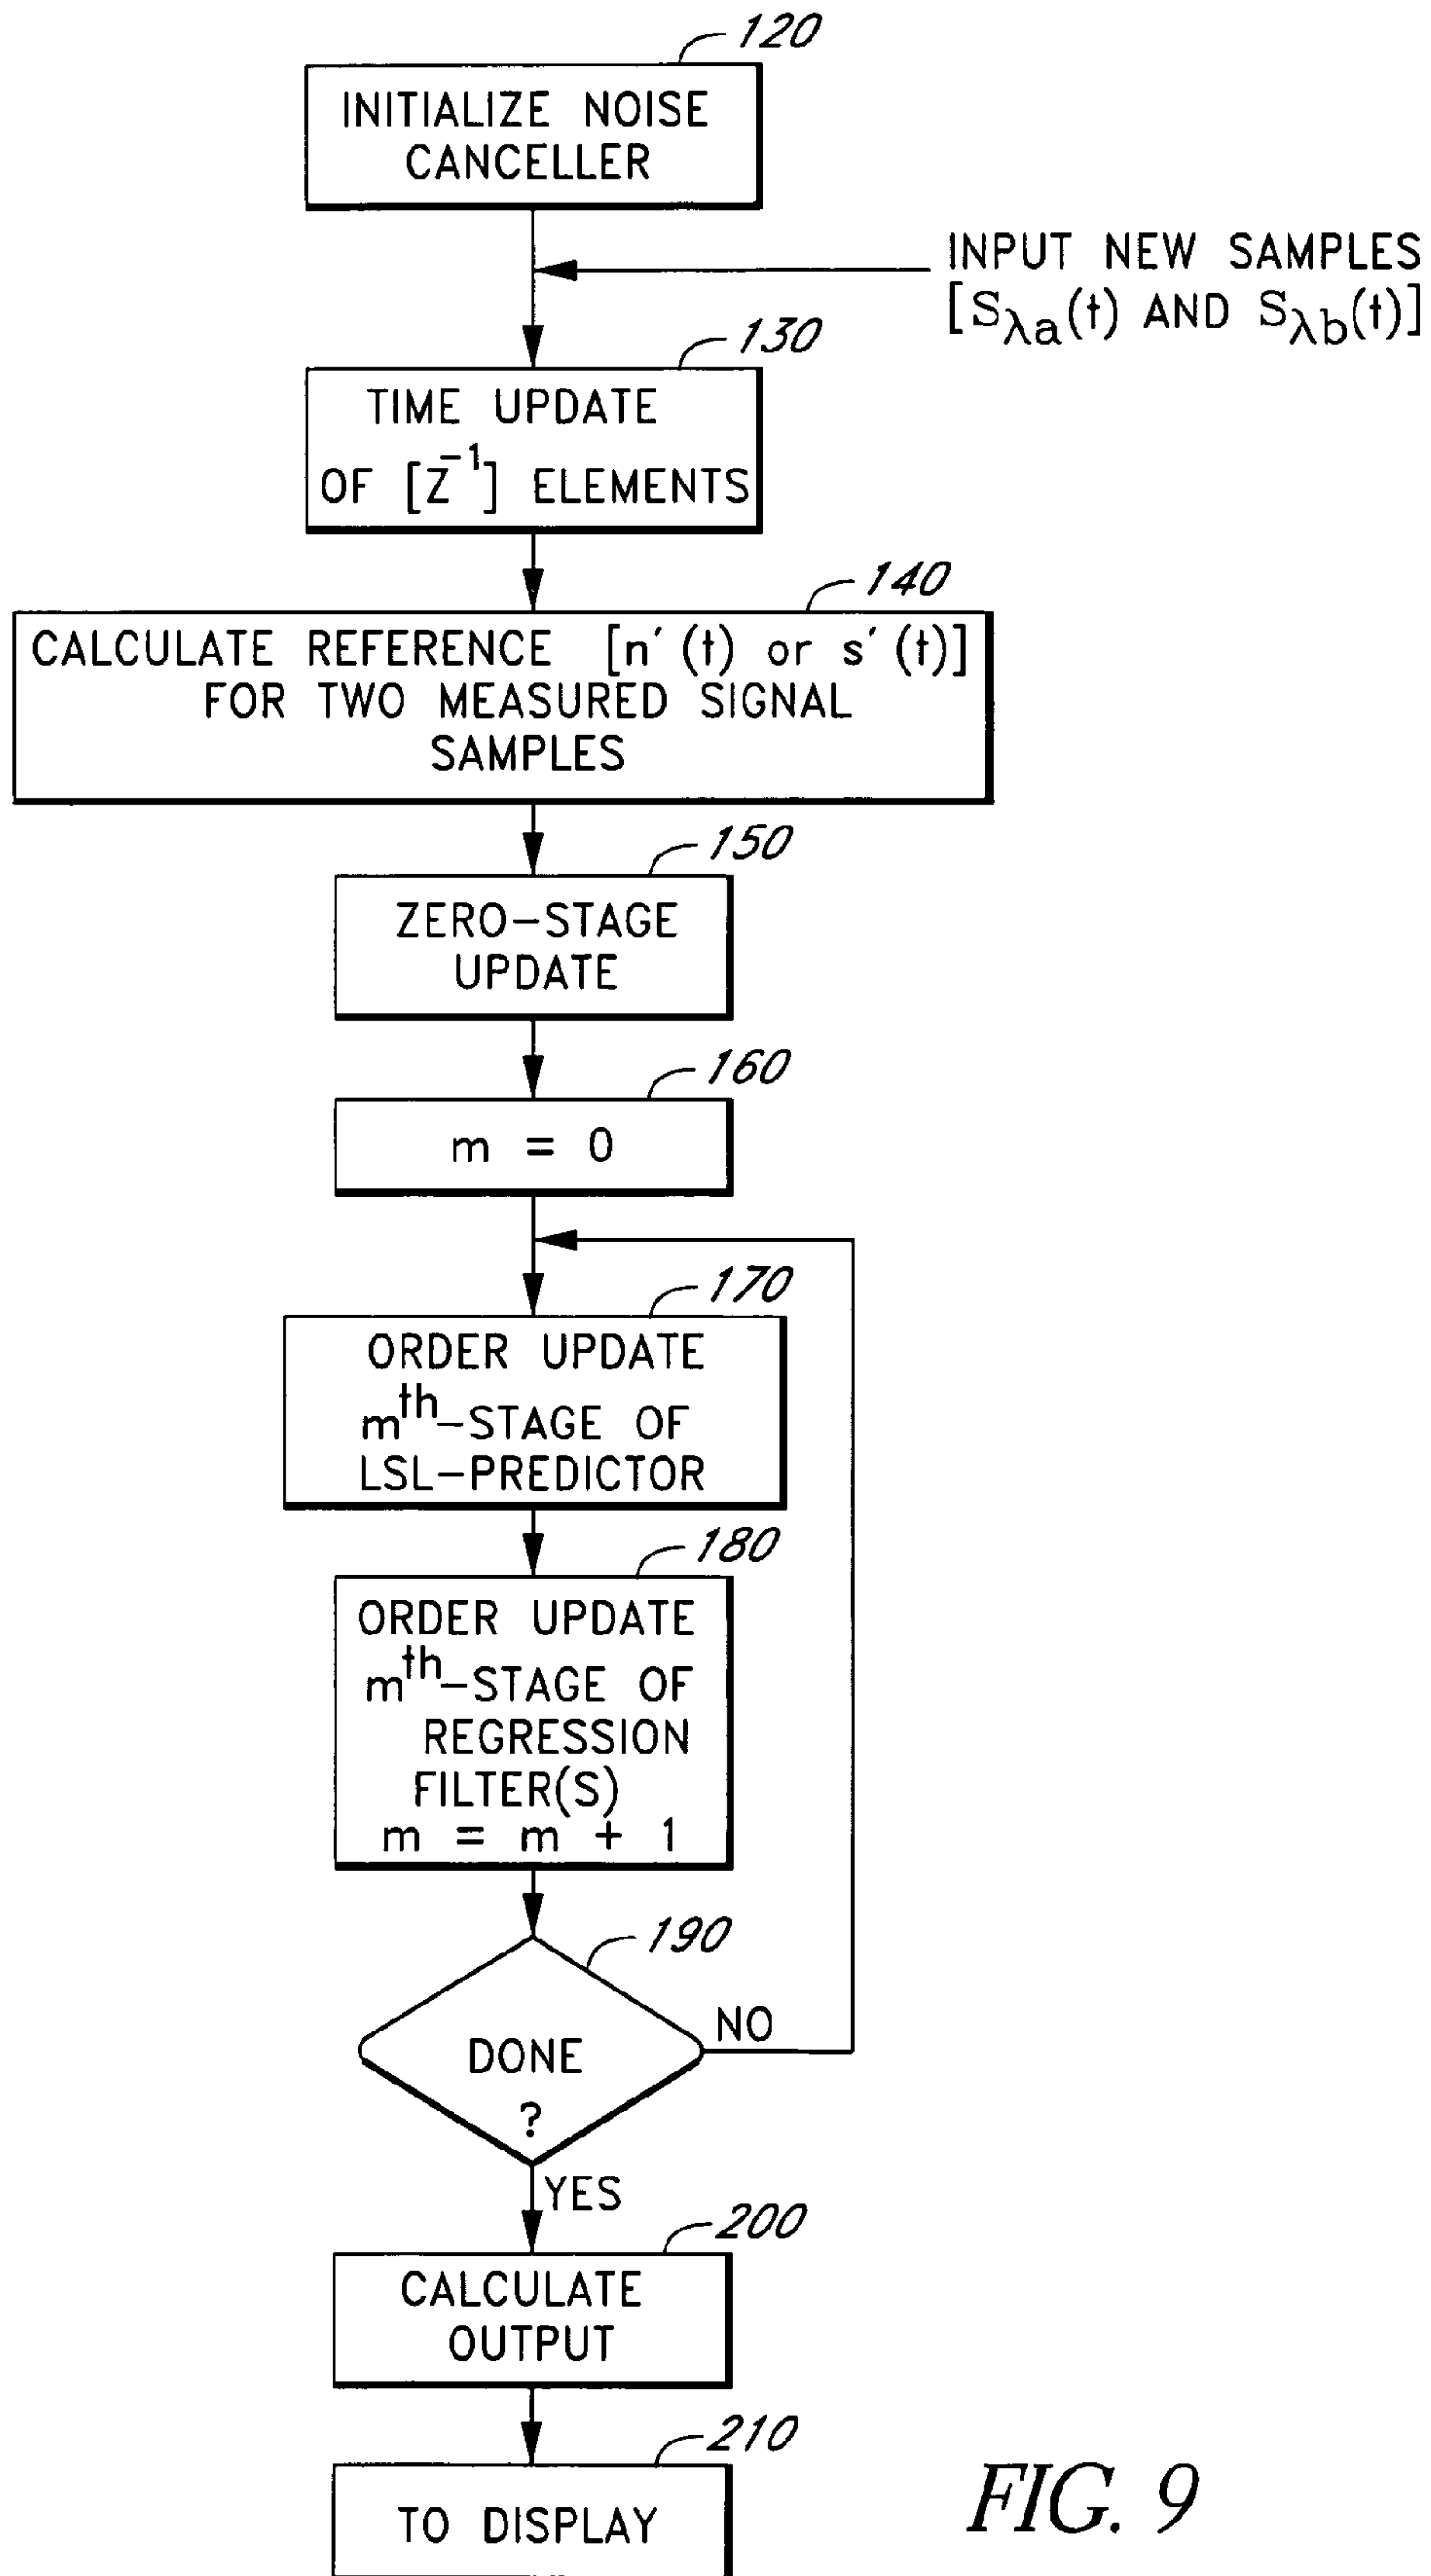 120
INITIALIZE NOISE
CANCELLER
INPUT NEW SAMPLES
[Sλa(t) AND Sλb(t)]
130
TIME UPDATE
OF [Z⁻¹] ELEMENTS
140
CALCULATE REFERENCE [n′(t) or s′(t)]
FOR TWO MEASURED SIGNAL
SAMPLES
150
ZERO–STAGE
UPDATE
160
m = 0
170
ORDER UPDATE
mᵗʰ–STAGE OF
LSL–PREDICTOR
180
ORDER UPDATE
mᵗʰ–STAGE OF
REGRESSION
FILTER(S)
m = m + 1
190
DONE
?
NO
YES
200
CALCULATE
OUTPUT
210
TO DISPLAY
FIG. 9